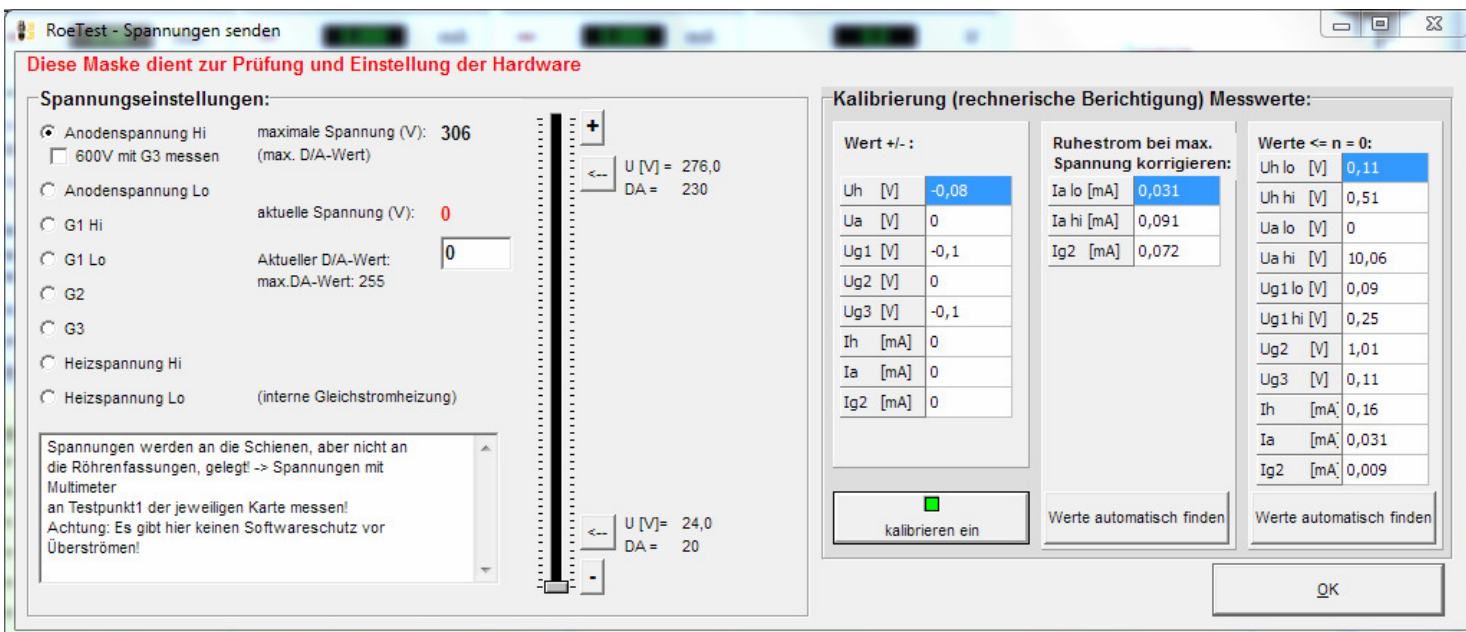 RoeTest - Spannungen senden
Diese Maske dient zur Prüfung und Einstellung der Hardware
Spannungseinstellungen:
Anodenspannung Hi
600V mit G3 messen
Anodenspannung Lo
G1 Hi
G1 Lo
G2
G3
Heizspannung Hi
Heizspannung Lo
maximale Spannung (V): 306
(max. D/A-Wert)
aktuelle Spannung (V): 0
Aktueller D/A-Wert: 0
max.DA-Wert: 255
(interne Gleichstromheizung)
Spannungen werden an die Schienen, aber nicht an
die Röhrenfassungen, gelegt! -> Spannungen mit
Multimeter
an Testpunkt1 der jeweiligen Karte messen!
Achtung: Es gibt hier keinen Softwareschutz vor
Überströmen!
+
<-- U [V] = 276,0
DA = 230
<-- U [V]= 24,0
DA = 20
-
Kalibrierung (rechnerische Berichtigung) Messwerte:
Wert +/- :
Uh [V] -0,08
Ua [V] 0
Ug1 [V] -0,1
Ug2 [V] 0
Ug3 [V] -0,1
Ih [mA] 0
Ia [mA] 0
Ig2 [mA] 0
kalibrieren ein
Ruhestrom bei max.
Spannung korrigieren:
Ia lo [mA] 0,031
Ia hi [mA] 0,091
Ig2 [mA] 0,072
Werte automatisch finden
Werte <= n = 0:
Uh lo [V] 0,11
Uh hi [V] 0,51
Ua lo [V] 0
Ua hi [V] 10,06
Ug1 lo [V] 0,09
Ug1 hi [V] 0,25
Ug2 [V] 1,01
Ug3 [V] 0,11
Ih [mA] 0,16
Ia [mA] 0,031
Ig2 [mA] 0,009
Werte automatisch finden
OK